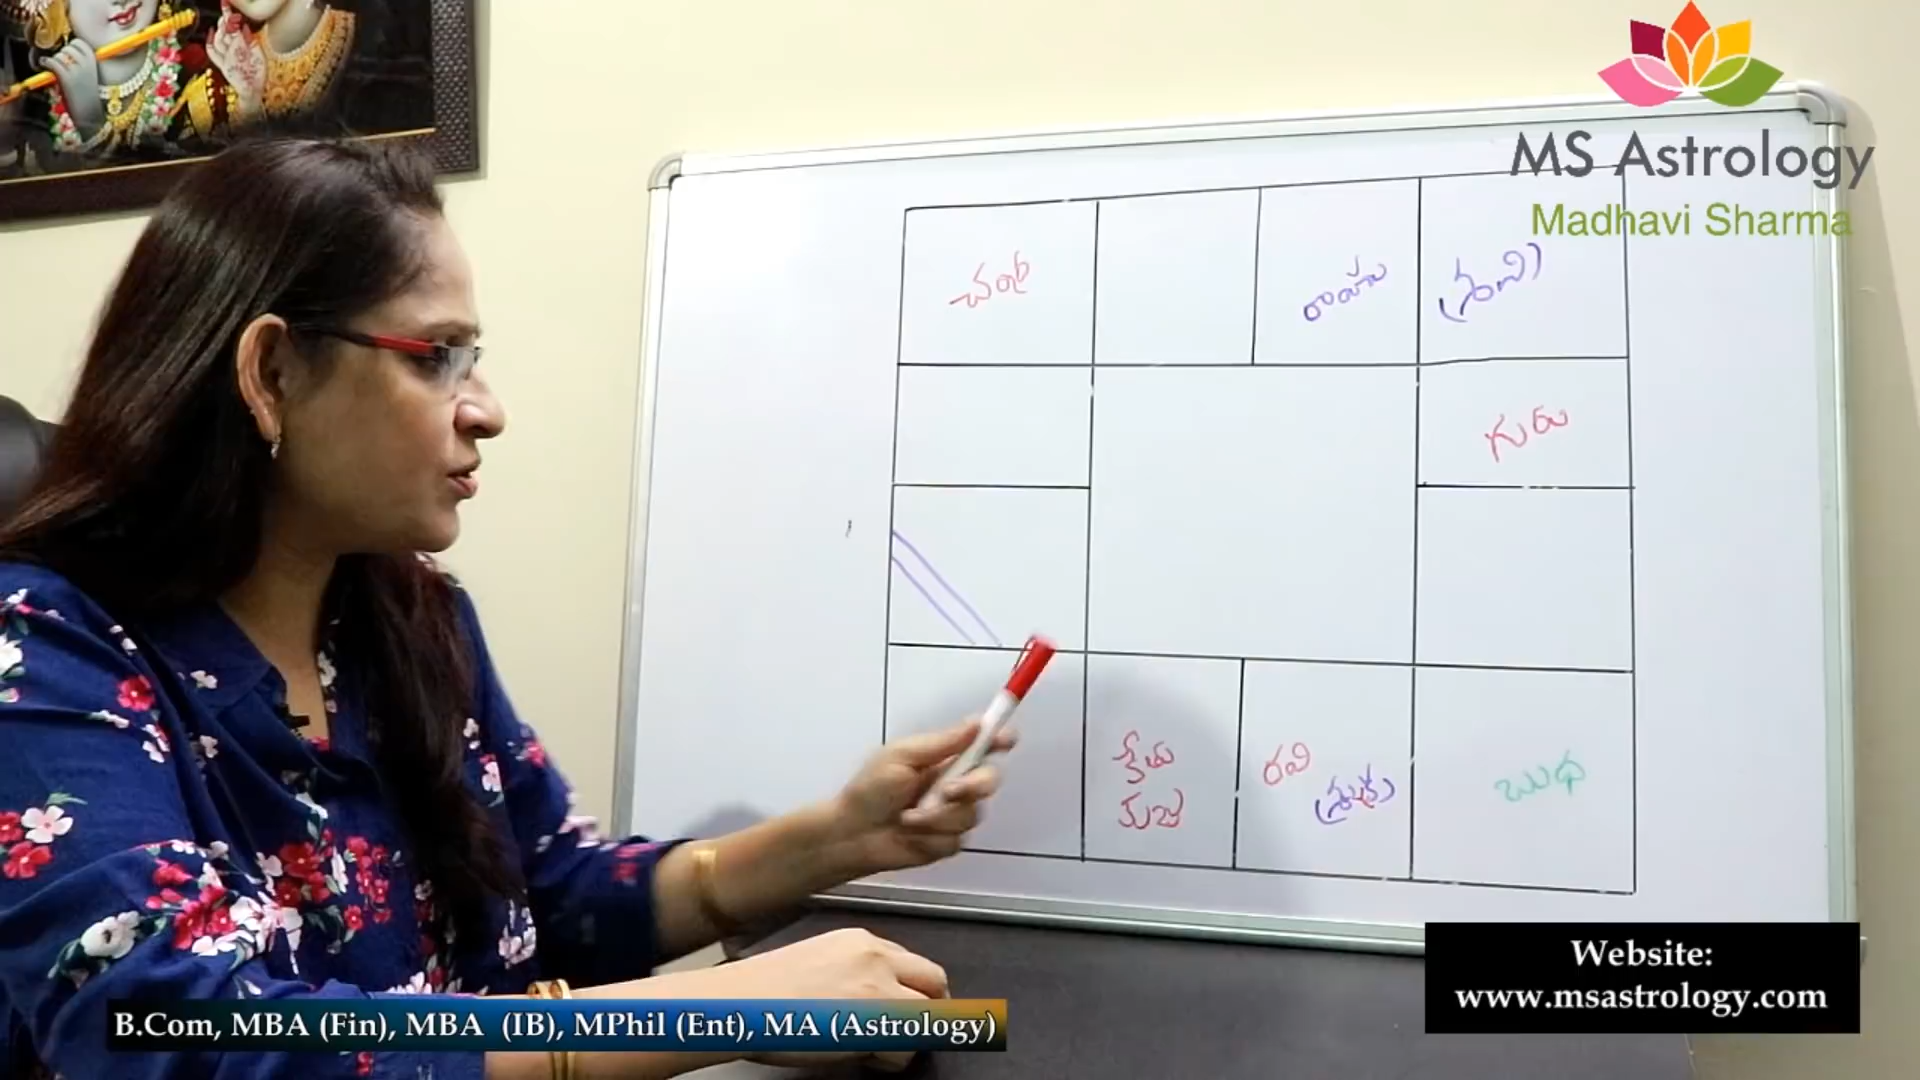 MS Astrology
Madhavi Sharma
చంద్ర
రాహు
(శని)
గురు
కేతు
కుజ
రవి
(శుక్ర)
బుధ
Website:
www.msastrology.com
B.Com, MBA (Fin), MBA (IB), MPhil (Ent), MA (Astrology)